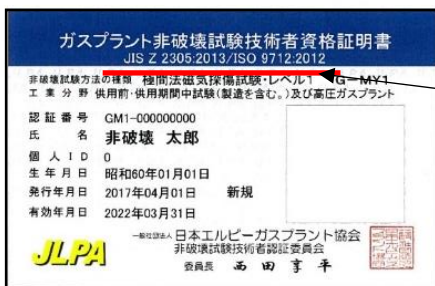 ガスプラント非破壊試験技術者資格証明書
JIS Z 2305:2013/ISO 9712:2012
非破壊試験方法の種類 極間法磁気探傷試験・レベル1 G-MY1
工業分野 供用前・供用期間中試験(製造を含む。)及び高圧ガスプラント
認証番号 GM1-000000000
氏名 非破壊 太郎
個人ID 0
生年月日 昭和60年01月01日
発行年月日 2017年04月01日 新規
有効年月日 2022年03月31日
JLPA
一般社団法人 日本エルピーガスプラント協会
非破壊試験技術者認証委員会
委員長 西田享平